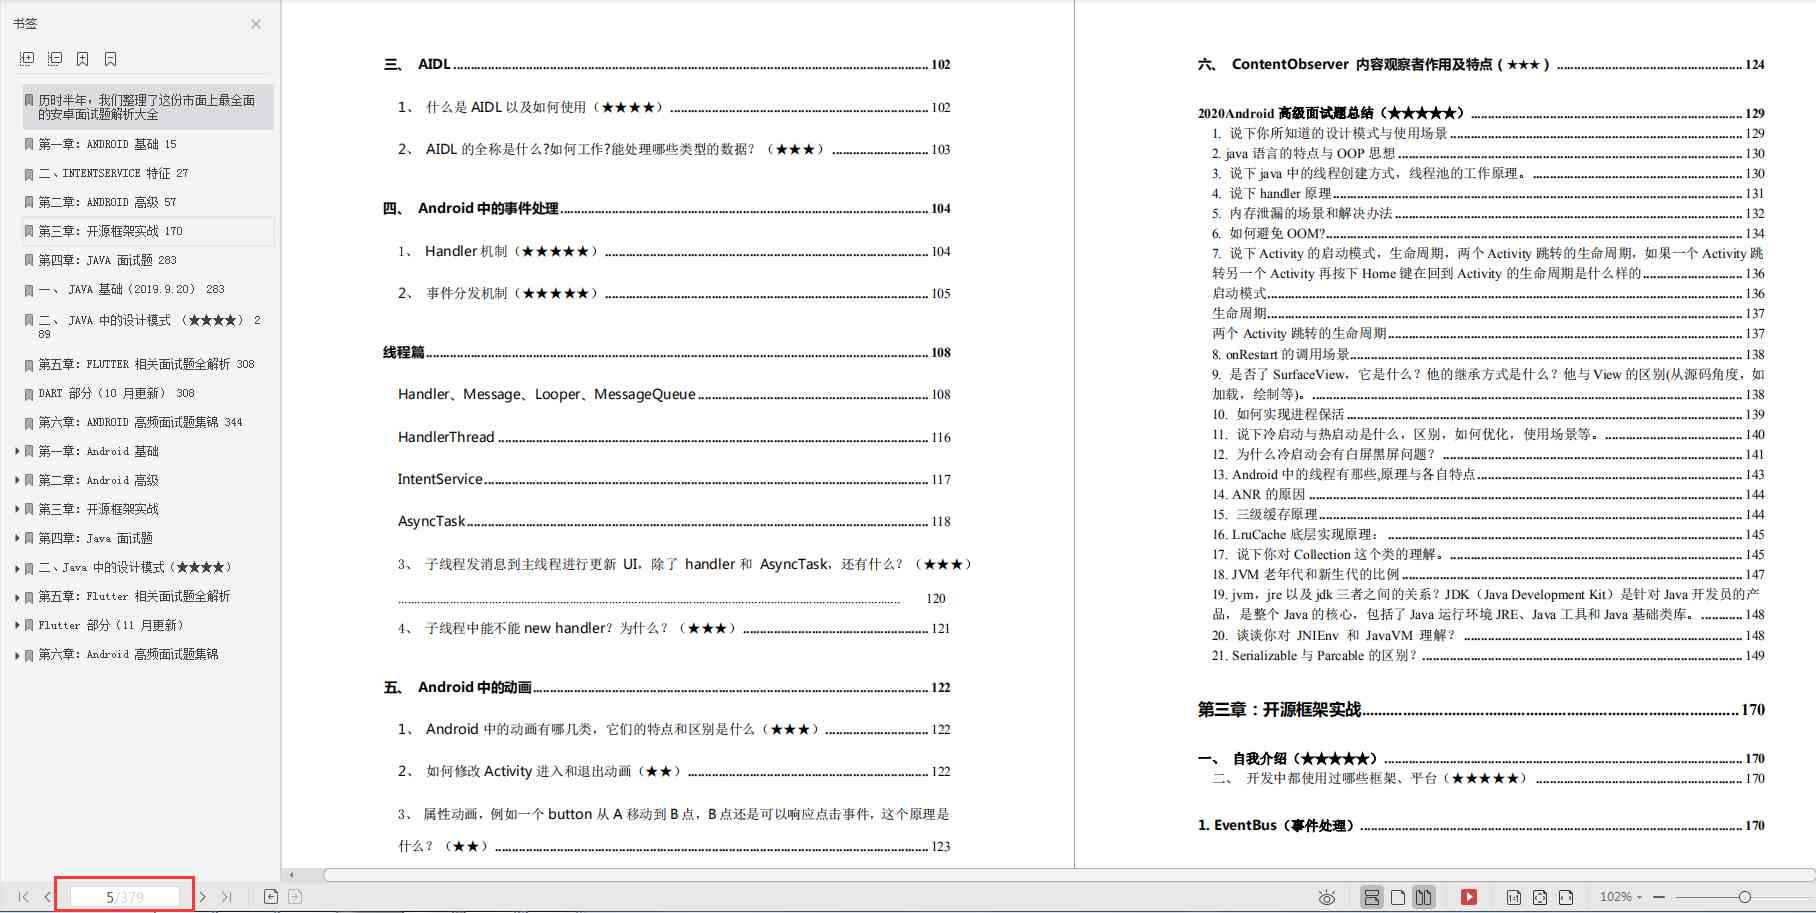 书签
历时半年，我们整理了这份市面上最全面
的安卓面试题解析大全
第一章：ANDROID 基础 15
二、INTENTSERVICE 特征 27
第二章：ANDROID 高级 57
第三章：开源框架实战 170
第四章：JAVA 面试题 283
一、 JAVA 基础（2019.9.20） 283
二、 JAVA 中的设计模式 （★★★★） 2
89
第五章：FLUTTER 相关面试题全解析 308
DART 部分（10 月更新） 308
第六章：ANDROID 高频面试题集锦 344
第一章：Android 基础
第二章：Android 高级
第三章：开源框架实战
第四章：Java 面试题
二、Java 中的设计模式（★★★★）
第五章：Flutter 相关面试题全解析
Flutter 部分（11 月更新）
第六章：Android 高频面试题集锦
三、 AIDL 102
1、 什么是 AIDL 以及如何使用（★★★★） 102
2、 AIDL 的全称是什么?如何工作?能处理哪些类型的数据？（★★★） 103
四、 Android 中的事件处理 104
1、 Handler 机制（★★★★★） 104
2、 事件分发机制（★★★★★） 105
线程篇 108
Handler、Message、Looper、MessageQueue 108
HandlerThread 116
IntentService 117
AsyncTask 118
3、 子线程发消息到主线程进行更新 UI，除了 handler 和 AsyncTask，还有什么？（★★★）
120
4、 子线程中能不能 new handler？为什么？（★★★） 121
五、 Android 中的动画 122
1、 Android 中的动画有哪几类，它们的特点和区别是什么（★★★） 122
2、 如何修改 Activity 进入和退出动画（★★） 122
3、 属性动画，例如一个 button 从 A 移动到 B 点，B 点还是可以响应点击事件，这个原理是
什么？（★★） 123
六、 ContentObserver 内容观察者作用及特点（★★★） 124
2020Android 高级面试题总结（★★★★★） 129
1. 说下你所知道的设计模式与使用场景 129
2. java 语言的特点与 OOP 思想 130
3. 说下 java 中的线程创建方式，线程池的工作原理。 130
4. 说下 handler 原理 131
5. 内存泄漏的场景和解决办法 132
6. 如何避免 OOM? 134
7. 说下 Activity 的启动模式，生命周期，两个 Activity 跳转的生命周期，如果一个 Activity 跳
转另一个 Activity 再按下 Home 键在回到 Activity 的生命周期是什么样的 136
启动模式 136
生命周期 137
两个 Activity 跳转的生命周期 137
8. onRestart 的调用场景 138
9. 是否了 SurfaceView，它是什么？他的继承方式是什么？他与 View 的区别(从源码角度，如
加载，绘制等)。 138
10. 如何实现进程保活 139
11. 说下冷启动与热启动是什么，区别，如何优化，使用场景等。 140
12. 为什么冷启动会有白屏黑屏问题？ 141
13. Android 中的线程有那些,原理与各自特点 143
14. ANR 的原因 144
15. 三级缓存原理 144
16. LruCache 底层实现原理： 145
17. 说下你对 Collection 这个类的理解。 145
18. JVM 老年代和新生代的比例 147
19. jvm，jre 以及 jdk 三者之间的关系？JDK（Java Development Kit）是针对 Java 开发员的产
品，是整个 Java 的核心，包括了 Java 运行环境 JRE、Java 工具和 Java 基础类库。 148
20. 谈谈你对 JNIEnv 和 JavaVM 理解？ 148
21. Serializable 与 Parcable 的区别？ 149
第三章：开源框架实战 170
一、 自我介绍（★★★★★） 170
二、 开发中都使用过哪些框架、平台（★★★★★） 170
1. EventBus（事件处理） 170
5/379
1:1
102%